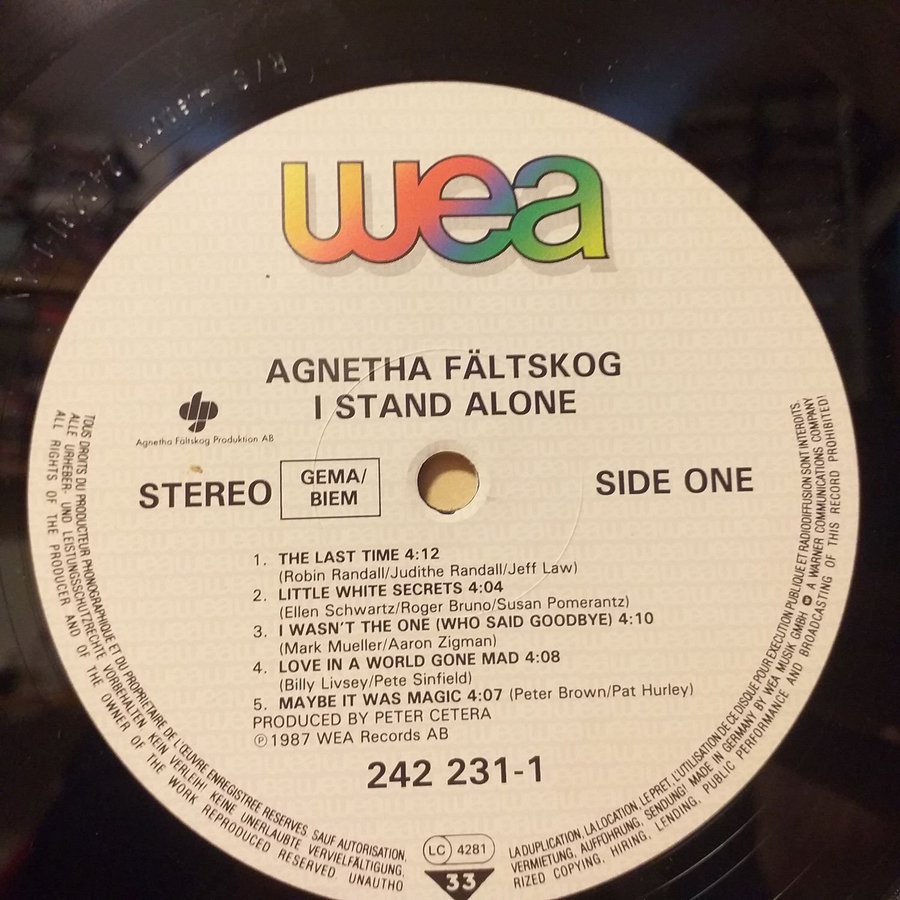 wea
AGNETHA FÄLTSKOG
I STAND ALONE
dp
Agnetha Fältskog Produktion AB
STEREO
GEMA/
BIEM
SIDE ONE
1. THE LAST TIME 4:12
(Robin Randall/Judithe Randall/Jeff Law)
2. LITTLE WHITE SECRETS 4:04
(Ellen Schwartz/Roger Bruno/Susan Pomerantz)
3. I WASN'T THE ONE (WHO SAID GOODBYE) 4:10
(Mark Mueller/Aaron Zigman)
4. LOVE IN A WORLD GONE MAD 4:08
(Billy Livsey/Pete Sinfield)
5. MAYBE IT WAS MAGIC 4:07 (Peter Brown/Pat Hurley)
PRODUCED BY PETER CETERA
Ⓟ1987 WEA Records AB
242 231-1
LC 4281
33
TOUS DROITS DU PRODUCTEUR PHONOGRAPHIQUE ET DU PROPRIETAIRE DE L'ŒUVRE ENREGISTREE RESERVES SAUF AUTORISATION,
LA DUPLICATION, LA LOCATION, LE PRET, L'UTILISATION DE CE DISQUE POUR EXECUTION PUBLIQUE ET RADIODIFFUSION SONT INTERDITS.
ALLE URHEBER- UND LEISTUNGSSCHUTZRECHTE VORBEHALTEN. KEIN VERLEIH! KEINE UNERLAUBTE VERVIELFÄLTIGUNG,
VERMIETUNG, AUFFÜHRUNG, SENDUNG! MADE IN GERMANY BY WEA MUSIK GMBH A WARNER COMMUNICATIONS COMPANY
ALL RIGHTS OF THE PRODUCER AND OF THE OWNER OF THE WORK REPRODUCED RESERVED. UNAUTHO
RIZED COPYING, HIRING, LENDING, PUBLIC PERFORMANCE AND BROADCASTING OF THIS RECORD PROHIBITED!